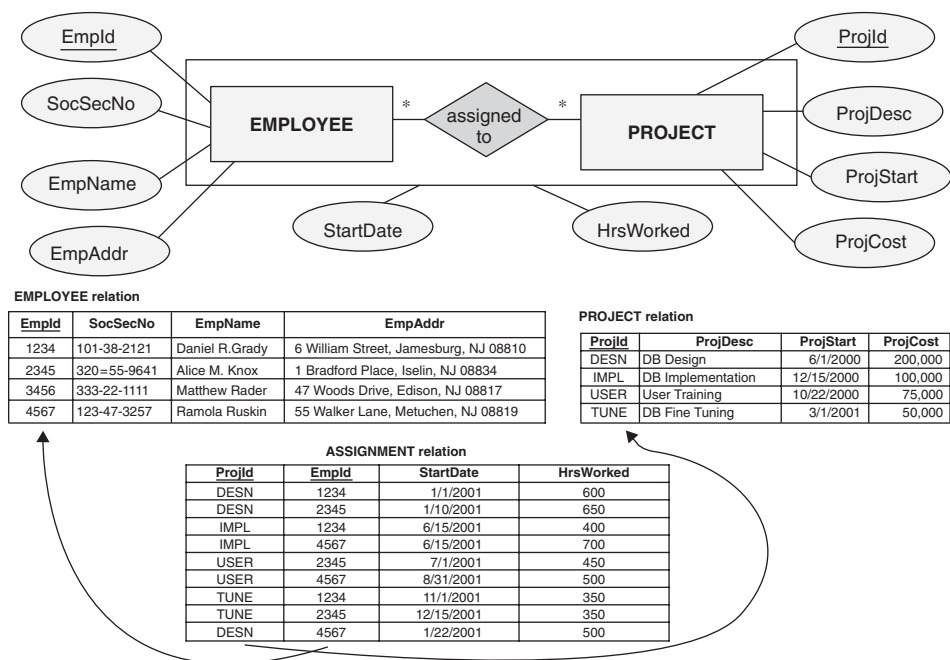 EmpId
ProjId
SocSecNo
EMPLOYEE
*
assigned
to
*
PROJECT
ProjDesc
EmpName
ProjStart
StartDate
HrsWorked
EmpAddr
ProjCost
EMPLOYEE relation
EmpId SocSecNo EmpName EmpAddr
1234 101-38-2121 Daniel R.Grady 6 William Street, Jamesburg, NJ 08810
2345 320=55-9641 Alice M. Knox 1 Bradford Place, Iselin, NJ 08834
3456 333-22-1111 Matthew Rader 47 Woods Drive, Edison, NJ 08817
4567 123-47-3257 Ramola Ruskin 55 Walker Lane, Metuchen, NJ 08819
PROJECT relation
ProjId ProjDesc ProjStart ProjCost
DESN DB Design 6/1/2000 200,000
IMPL DB Implementation 12/15/2000 100,000
USER User Training 10/22/2000 75,000
TUNE DB Fine Tuning 3/1/2001 50,000
ASSIGNMENT relation
ProjId EmpId StartDate HrsWorked
DESN 1234 1/1/2001 600
DESN 2345 1/10/2001 650
IMPL 1234 6/15/2001 400
IMPL 4567 6/15/2001 700
USER 2345 7/1/2001 450
USER 4567 8/31/2001 500
TUNE 1234 11/1/2001 350
TUNE 2345 12/15/2001 350
DESN 4567 1/22/2001 500